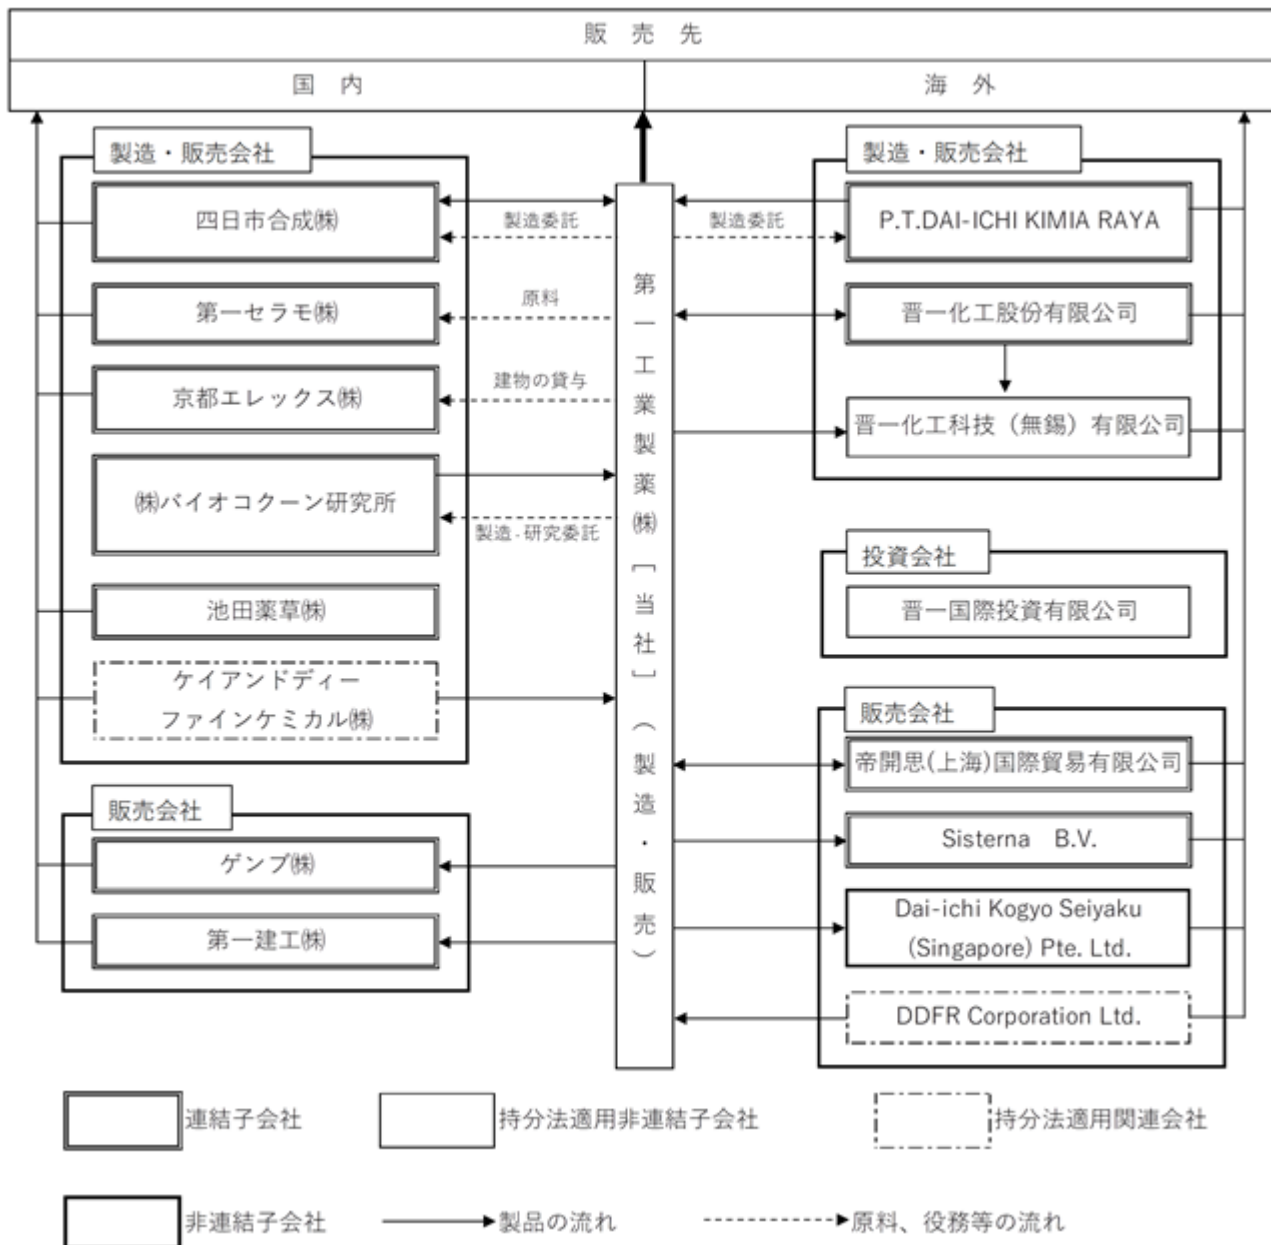 販 売 先
国 内
海 外
製造・販売会社
四日市合成㈱
第一セラモ㈱
京都エレックス㈱
㈱バイオコクーン研究所
池田薬草㈱
ケイアンドディー
ファインケミカル㈱
販売会社
ゲンブ㈱
第一建工㈱
製造委託
原料
建物の貸与
製造-研究委託
第一工業製薬㈱[当社](製造・販売)
製造委託
製造・販売会社
P.T.DAI-ICHI KIMIA RAYA
晋一化工股份有限公司
晋一化工科技（無錫）有限公司
投資会社
晋一国際投資有限公司
販売会社
帝開思(上海)国際貿易有限公司
Sisterna B.V.
Dai-ichi Kogyo Seiyaku
(Singapore) Pte. Ltd.
DDFR Corporation Ltd.
連結子会社
持分法適用非連結子会社
持分法適用関連会社
非連結子会社
製品の流れ
原料、役務等の流れ